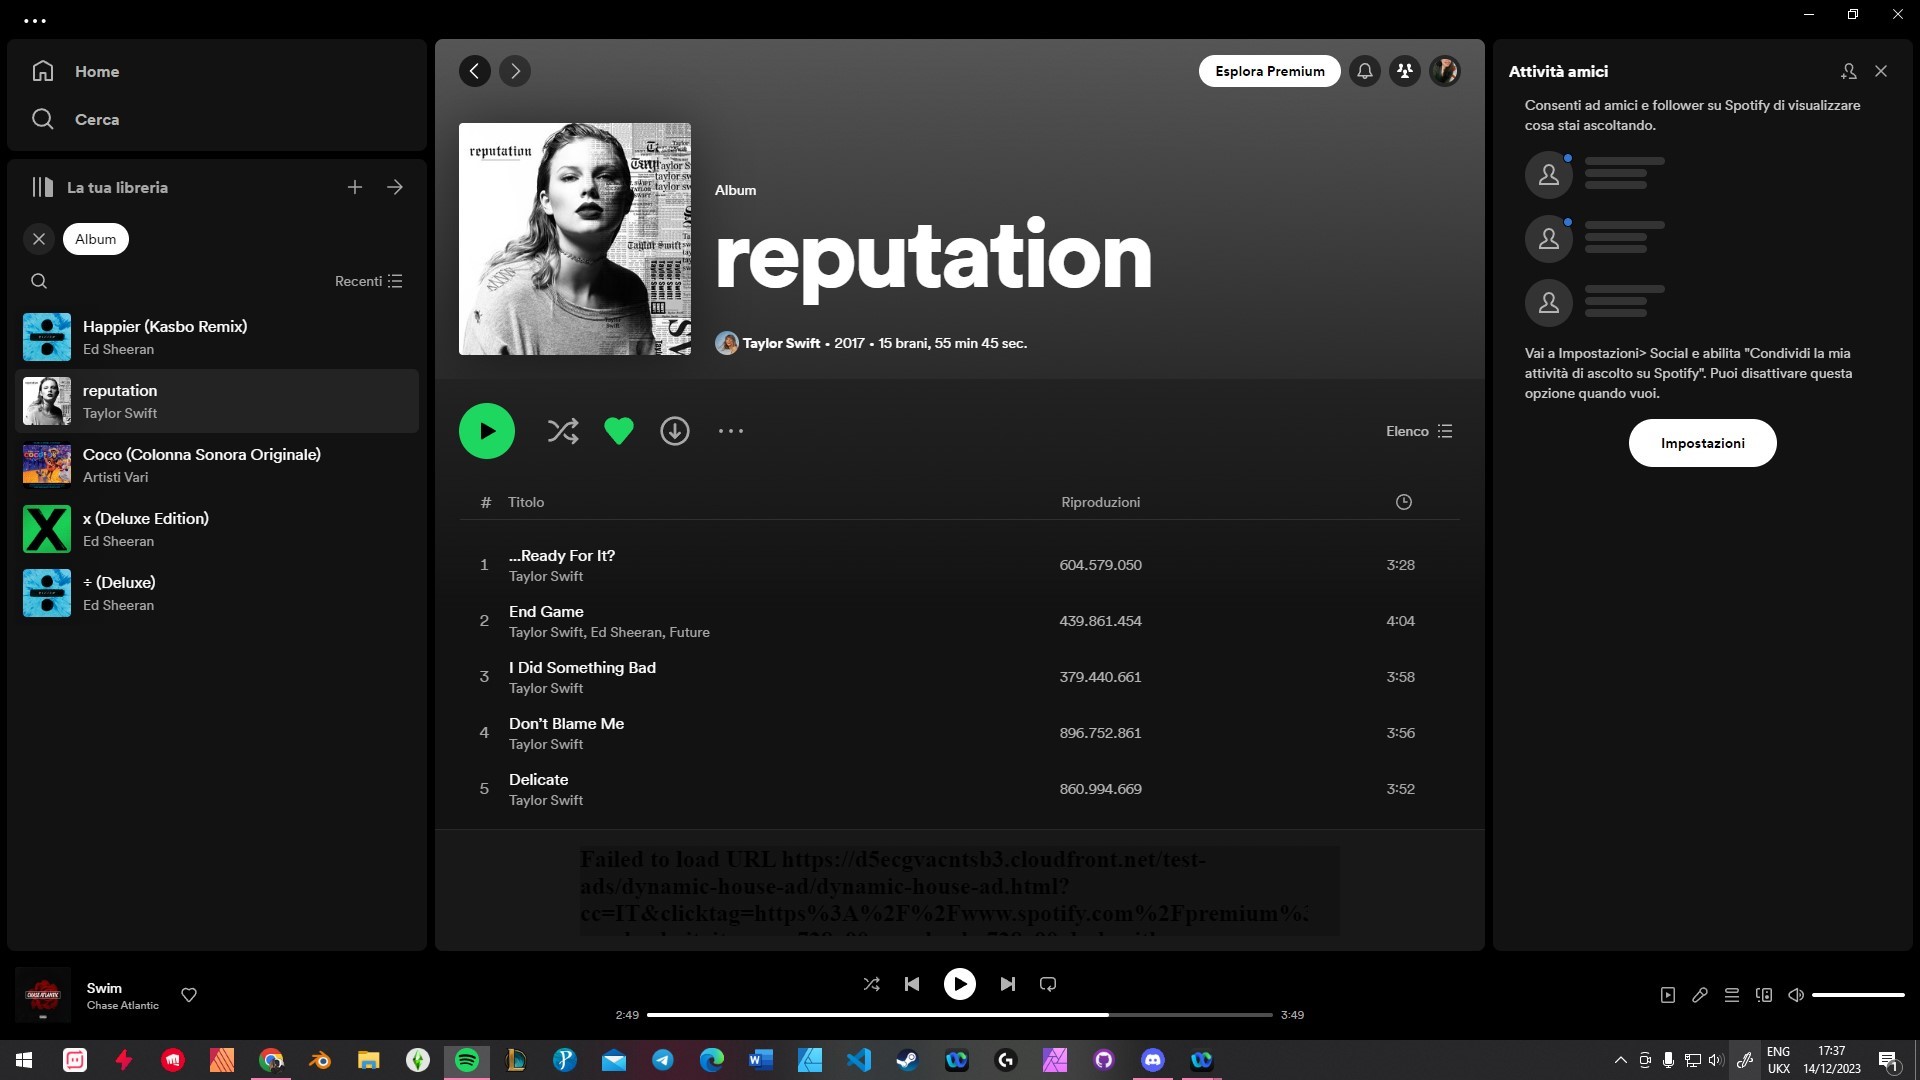 Home
Cerca
La tua libreria
Album
Recenti
Happier (Kasbo Remix)
Ed Sheeran
reputation
Taylor Swift
Coco (Colonna Sonora Originale)
Artisti Vari
x (Deluxe Edition)
Ed Sheeran
÷ (Deluxe)
Ed Sheeran
Esplora Premium
reputation
Album
reputation
Taylor Swift • 2017 • 15 brani, 55 min 45 sec.
Elenco
# Titolo Riproduzioni
1 ...Ready For It? 604.579.050 3:28
Taylor Swift
2 End Game 439.861.454 4:04
Taylor Swift, Ed Sheeran, Future
3 I Did Something Bad 379.440.661 3:58
Taylor Swift
4 Don't Blame Me 896.752.861 3:56
Taylor Swift
5 Delicate 860.994.669 3:52
Taylor Swift
Failed to load URL https://d5ecgvacntsb3.cloudfront.net/test-
ads/dynamic-house-ad/dynamic-house-ad.html?
cc=IT&clicktag=https%3A%2F%2Fwww.spotify.com%2Fpremium%
Attività amici
Consenti ad amici e follower su Spotify di visualizzare
cosa stai ascoltando.
Vai a Impostazioni> Social e abilita "Condividi la mia
attività di ascolto su Spotify". Puoi disattivare questa
opzione quando vuoi.
Impostazioni
Swim
Chase Atlantic
2:49 3:49
ENG 17:37
UKX 14/12/2023